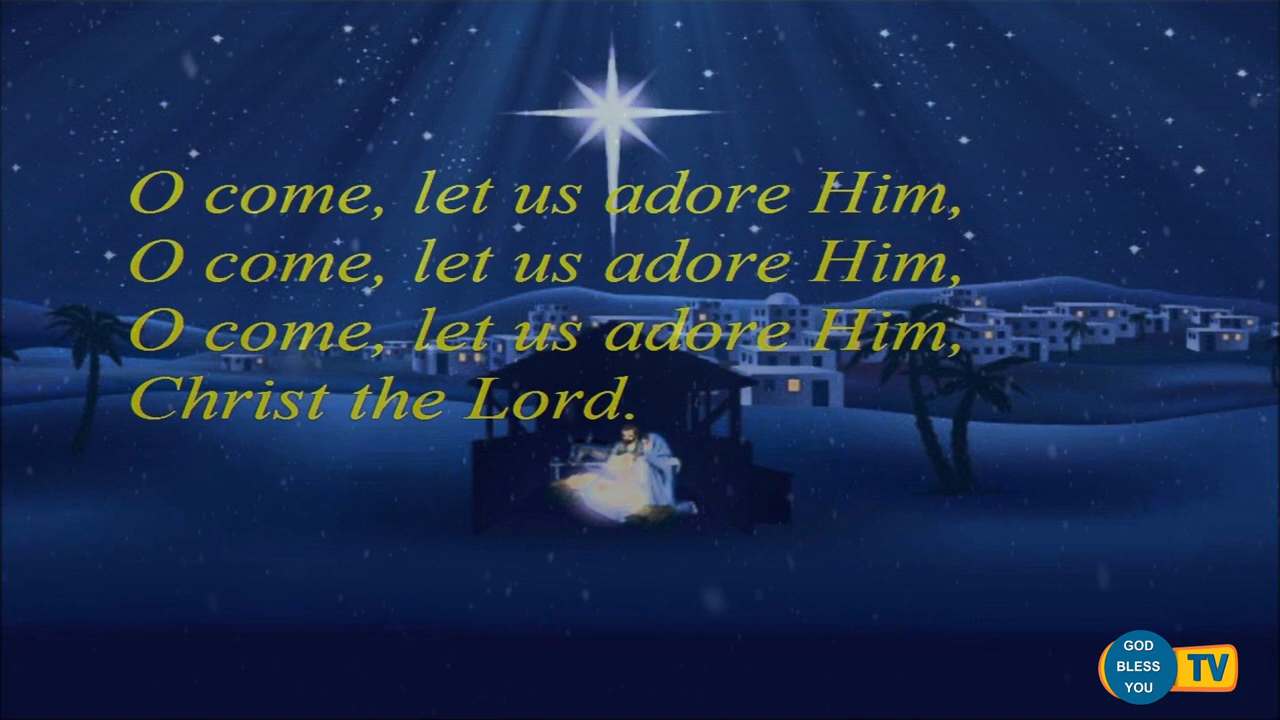 O come, let us adore Him,
O come, let us adore Him,
O come, let us adore Him,
Christ the Lord.
GOD
BLESS
YOU
TV